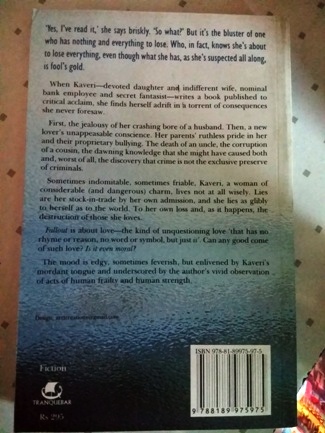 'Yes, I've read it,' she says briskly. 'So what?' But it's the bluster of one
who has nothing and everything to lose. Who, in fact, knows she's about
to lose everything, even though what she has, as she's suspected all along,
is fool's gold.
When Kaveri—devoted daughter and indifferent wife, nominal
bank employee and secret fantasist—writes a book published to
critical acclaim, she finds herself adrift in a torrent of consequences
she never foresaw.
First, the jealousy of her crashing bore of a husband. Then, a new
lover's unappeasable conscience. Her parents' ruthless pride in her
and their proprietary bullying. The death of an uncle, the corruption
of a cousin, the dawning knowledge that she might have caused both
and, worst of all, the discovery that crime is not the exclusive preserve
of criminals.
Sometimes indomitable, sometimes friable, Kaveri, a woman of
considerable (and dangerous) charm, lives not at all wisely. Lies
are her stock-in-trade by her own admission, and she lies as glibly
to herself as to the world. To her own loss and, as it happens, the
destruction of those she loves.
Fallout is about love—the kind of unquestioning love 'that has no
rhyme or reason, no word or symbol, but just is'. Can any good come
of such love? Is it even moral?
The mood is edgy, sometimes feverish, but enlivened by Kaveri's
mordant tongue and underscored by the author's vivid observation
of acts of human frailty and human strength.
Design:
Fiction
TRANQUEBAR
Rs 295
ISBN 978-81-89975-97-5
9 788189 975975